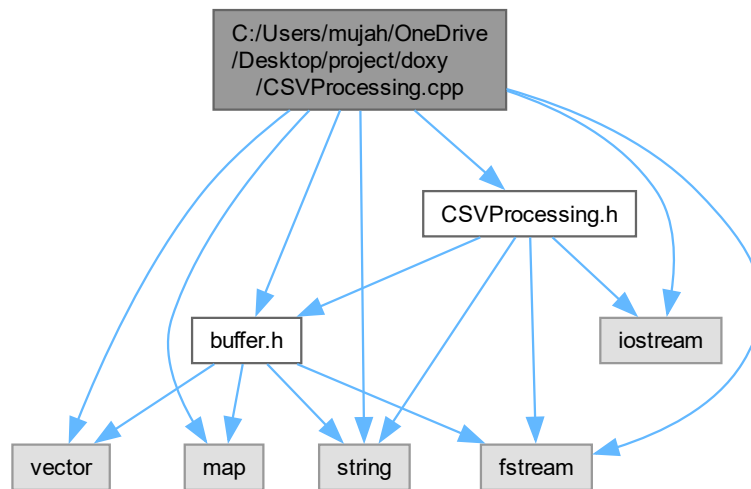 C:/Users/mujah/OneDrive
/Desktop/project/doxy
/CSVProcessing.cpp
CSVProcessing.h
buffer.h
iostream
vector
map
string
fstream